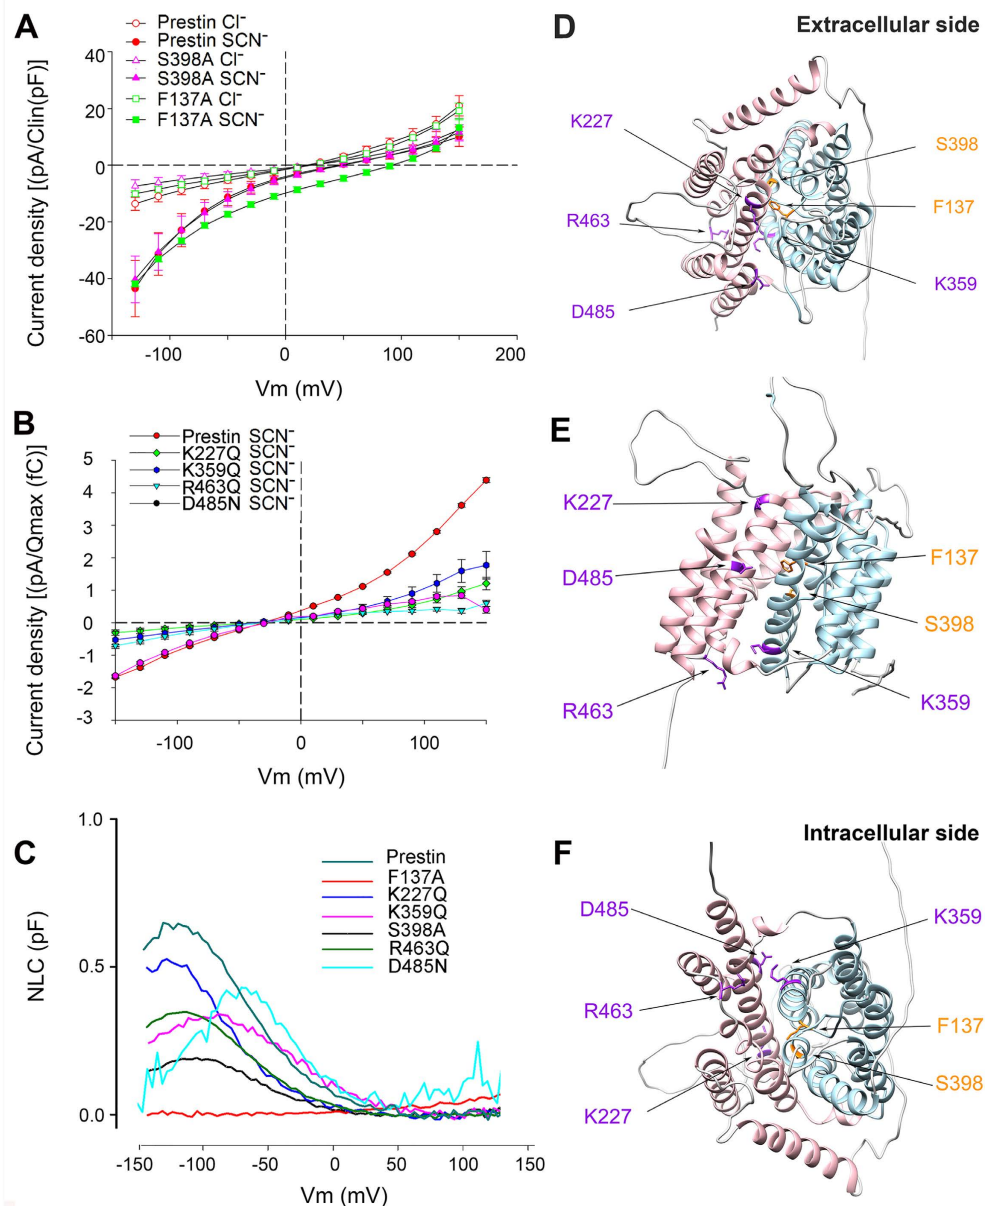 A
Prestin Cl⁻
Prestin SCN⁻
S398A Cl⁻
S398A SCN⁻
F137A Cl⁻
F137A SCN⁻
Current density [(pA/Clin(pF)]
40
20
0
-20
-40
-60
-100
0
100
200
Vm (mV)
B
Prestin SCN⁻
K227Q SCN⁻
K359Q SCN⁻
R463Q SCN⁻
D485N SCN⁻
Current density [(pA/Qmax (fC)]
5
4
3
2
1
0
-1
-2
-3
-100
0
100
Vm (mV)
C
Prestin
F137A
K227Q
K359Q
S398A
R463Q
D485N
NLC (pF)
1.0
0.5
0.0
-150
-100
-50
0
50
100
150
Vm (mV)
D
Extracellular side
K227
R463
D485
S398
F137
K359
E
K227
D485
R463
F137
S398
K359
Intracellular side
F
D485
R463
K227
K359
F137
S398